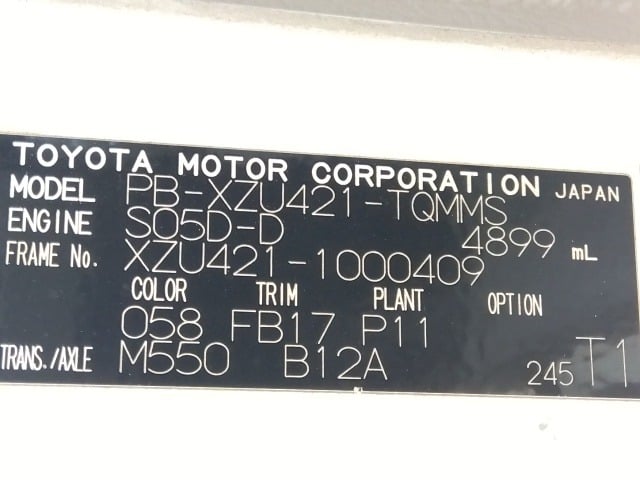 TOYOTA MOTOR CORPORATION JAPAN
MODEL PB-XZU421-TQMMS
ENGINE S05D-D 4899 mL
FRAME No. XZU421-1000409
COLOR TRIM PLANT OPTION
058 FB17 P11
TRANS./AXLE M550 B12A 245 T1